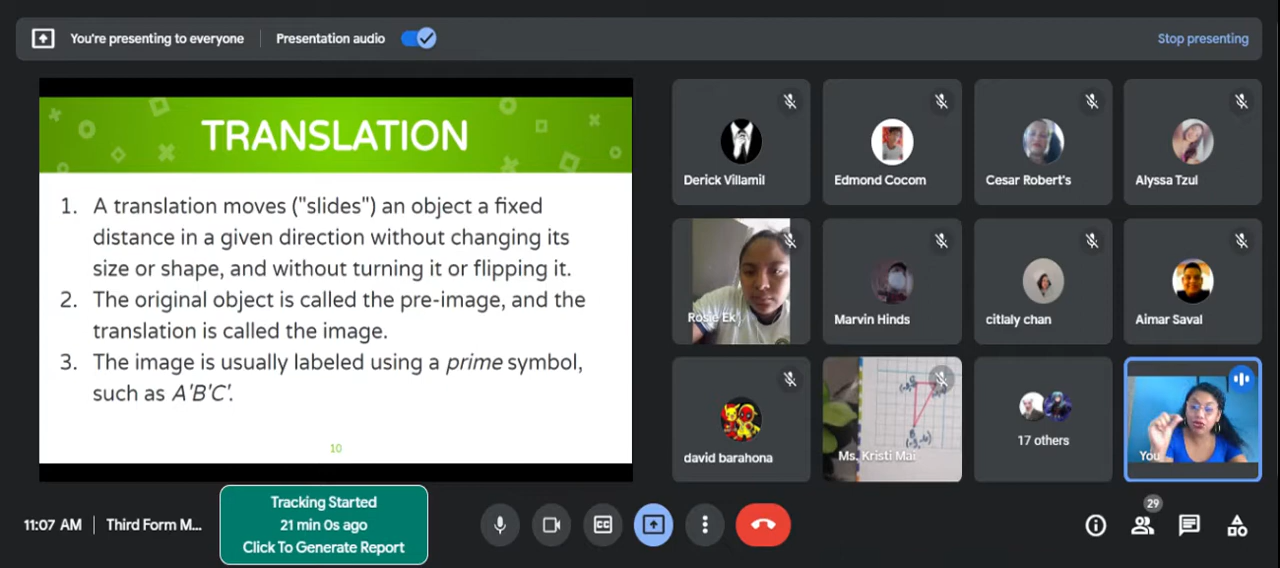 You're presenting to everyone
Presentation audio
Stop presenting
TRANSLATION
1. A translation moves ("slides") an object a fixed
distance in a given direction without changing its
size or shape, and without turning it or flipping it.
2. The original object is called the pre-image, and the
translation is called the image.
3. The image is usually labeled using a prime symbol,
such as A'B'C'.
10
Derick Villamil
Edmond Cocom
Cesar Robert's
Alyssa Tzul
Rosie Ek
Marvin Hinds
citlaly chan
Aimar Saval
david barahona
Ms. Kristi Mai
17 others
You
11:07 AM
Third Form M...
Tracking Started
21 min 0s ago
Click To Generate Report
CC
29